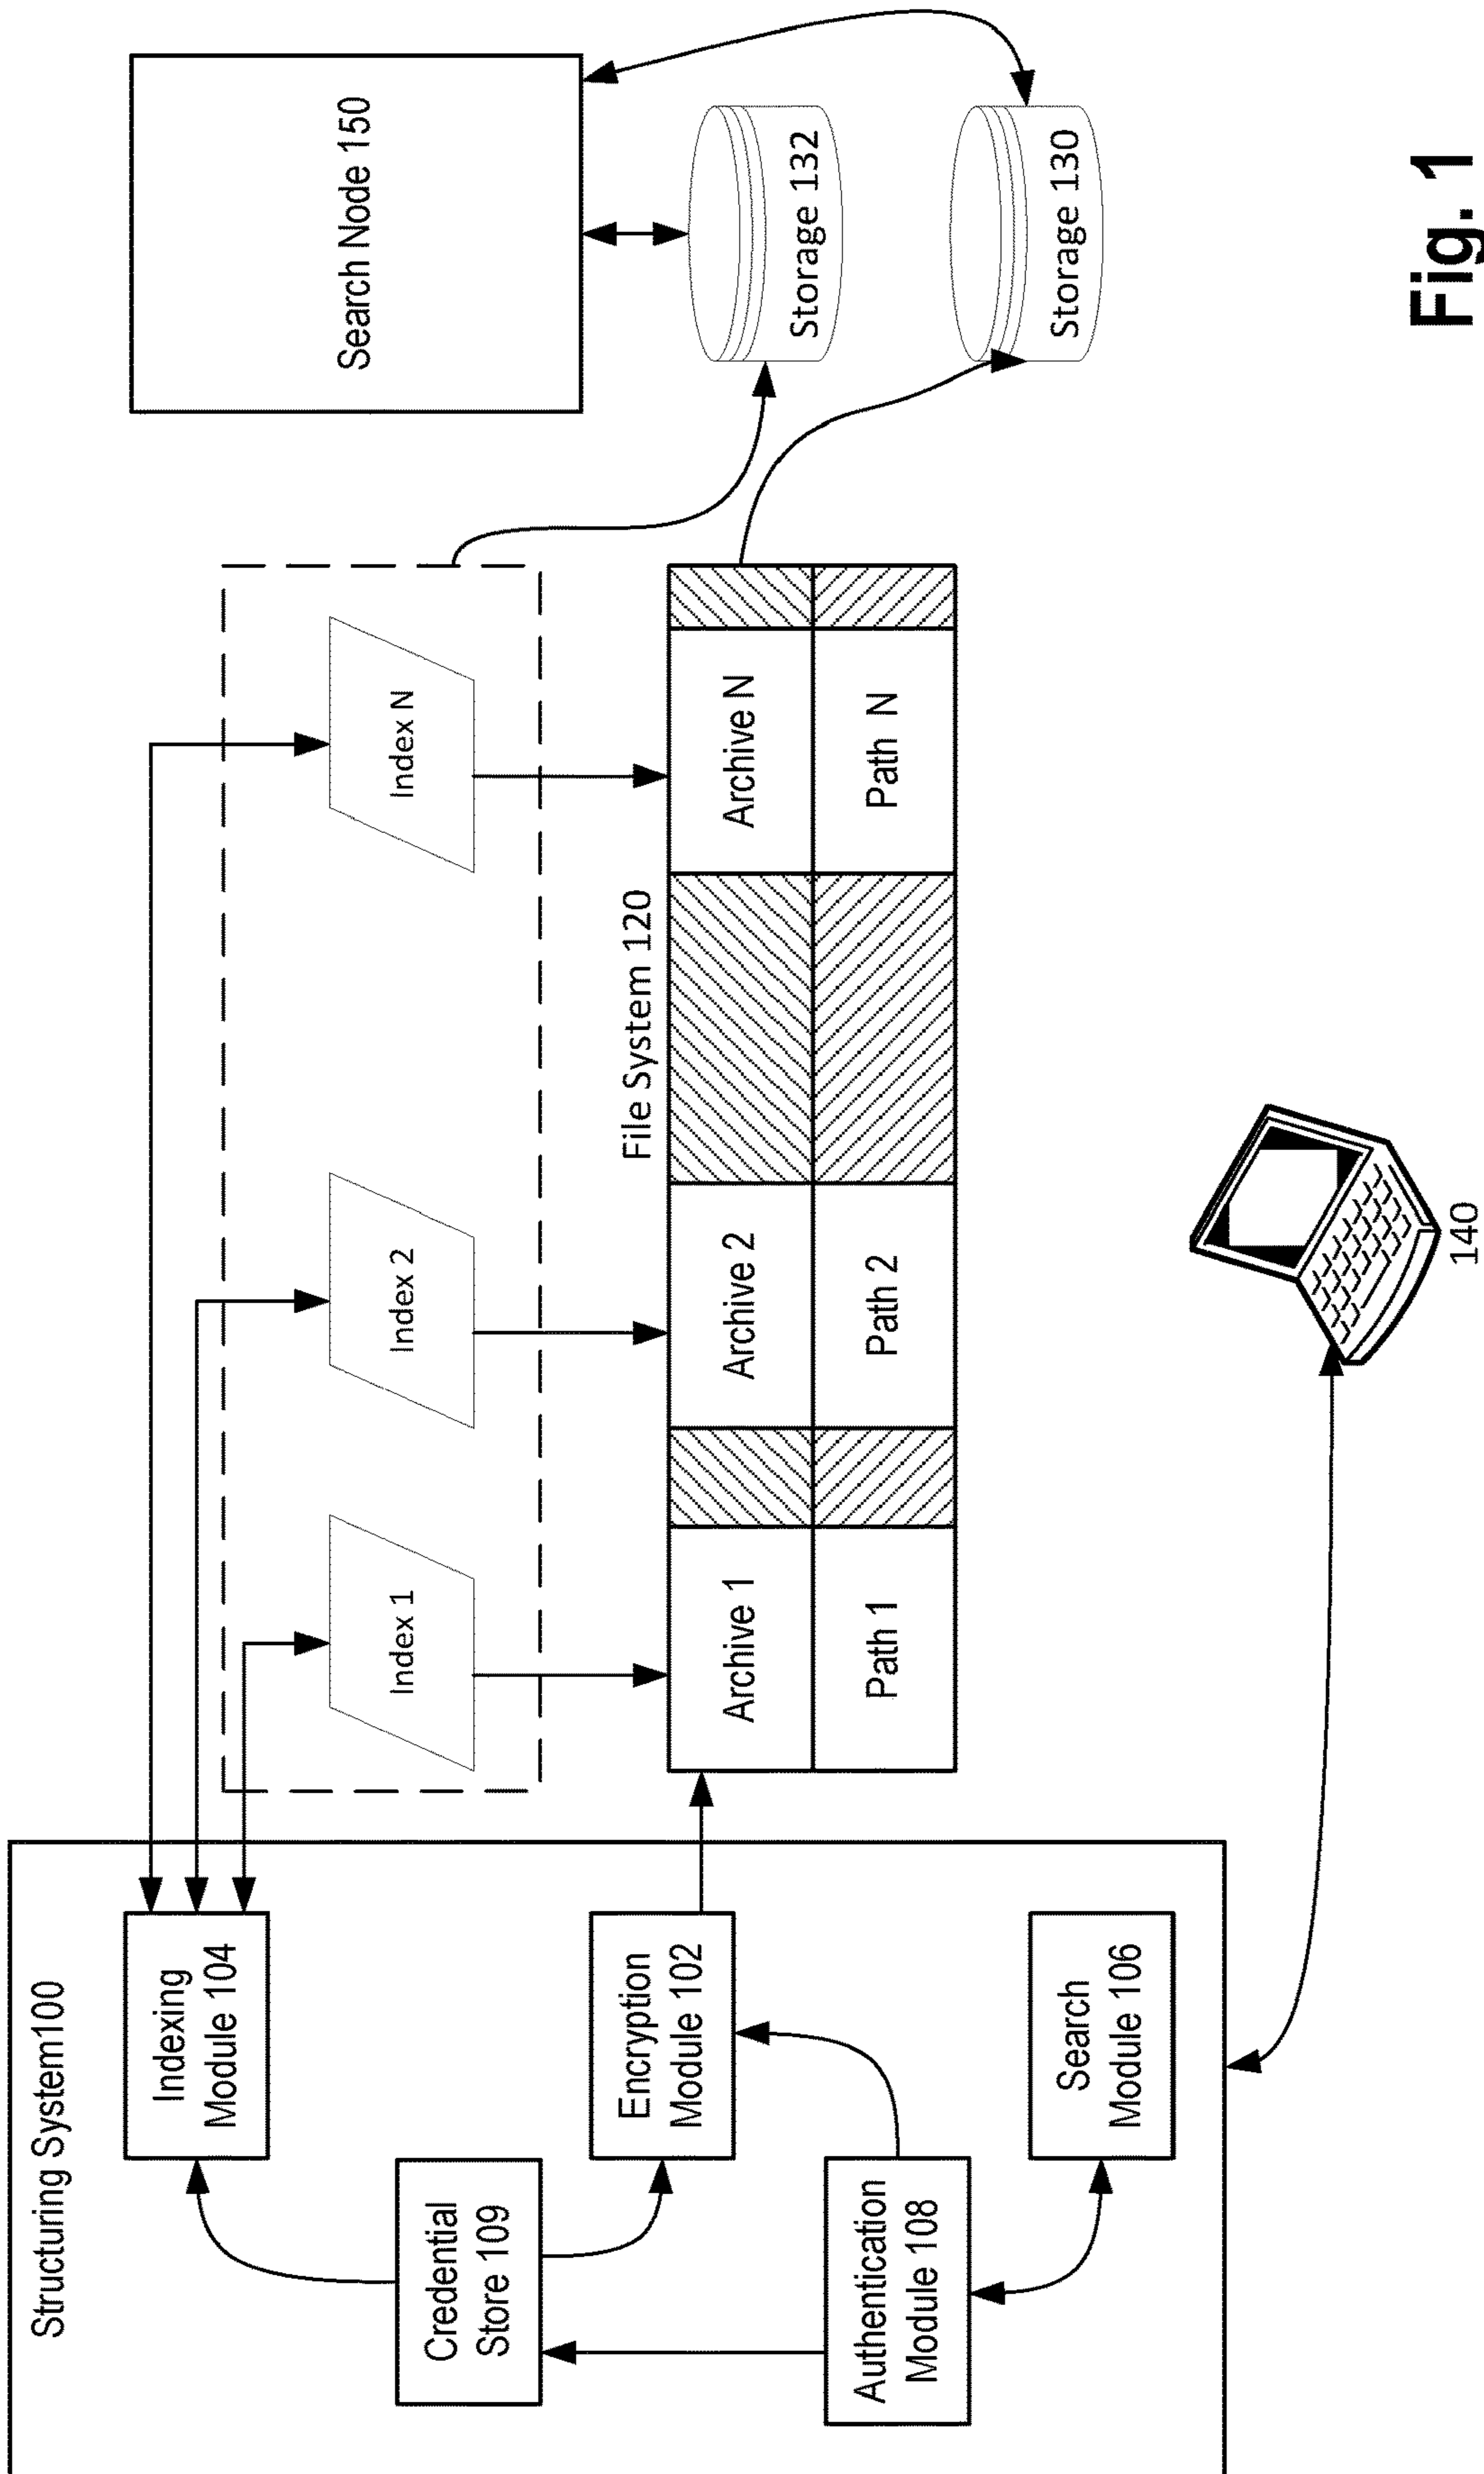 Structuring System100
Indexing
Module 104
Credential
Store 109
Encryption
Module 102
Authentication
Module 108
Search
Module 106
Index 1
Index 2
Index N
File System 120
Archive 1
Archive 2
Archive N
Path 1
Path 2
Path N
Search Node 150
Storage 132
Storage 130
140
Fig. 1